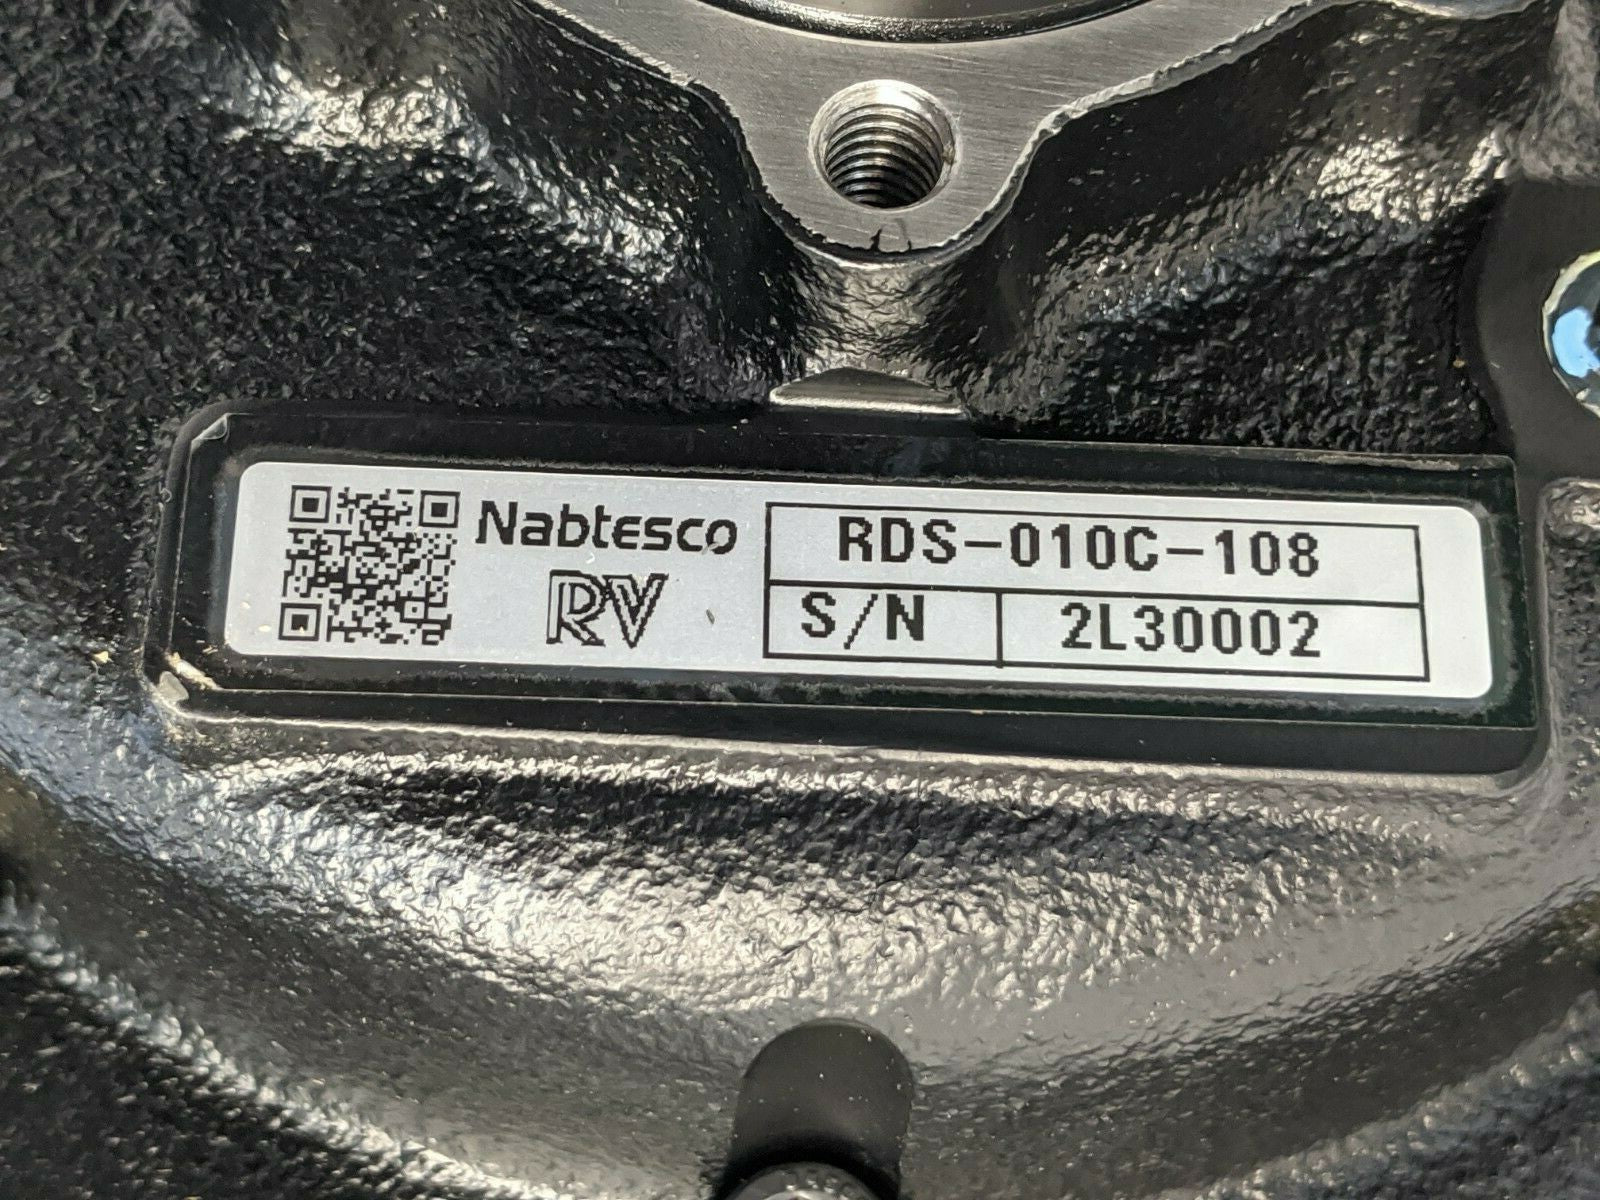 Nabtesco
RV
RDS-010C-108
S/N 2L30002